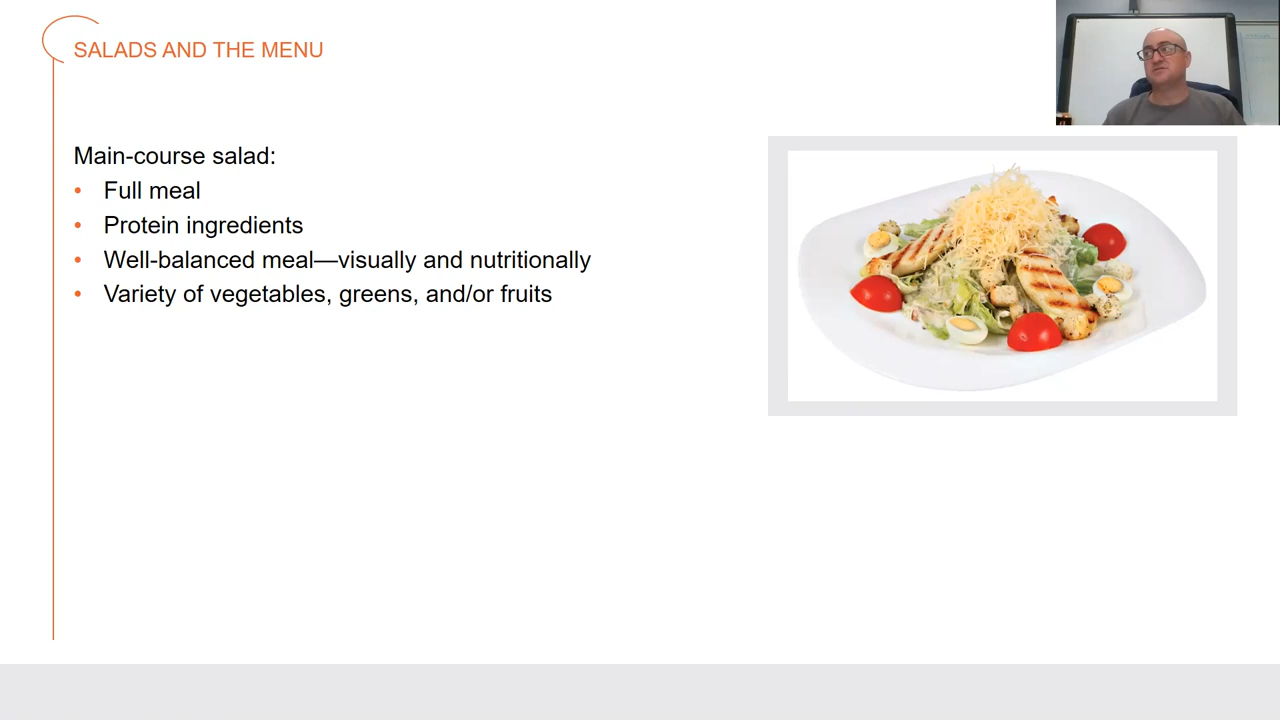 SALADS AND THE MENU
Main-course salad:
• Full meal
• Protein ingredients
• Well-balanced meal—visually and nutritionally
• Variety of vegetables, greens, and/or fruits